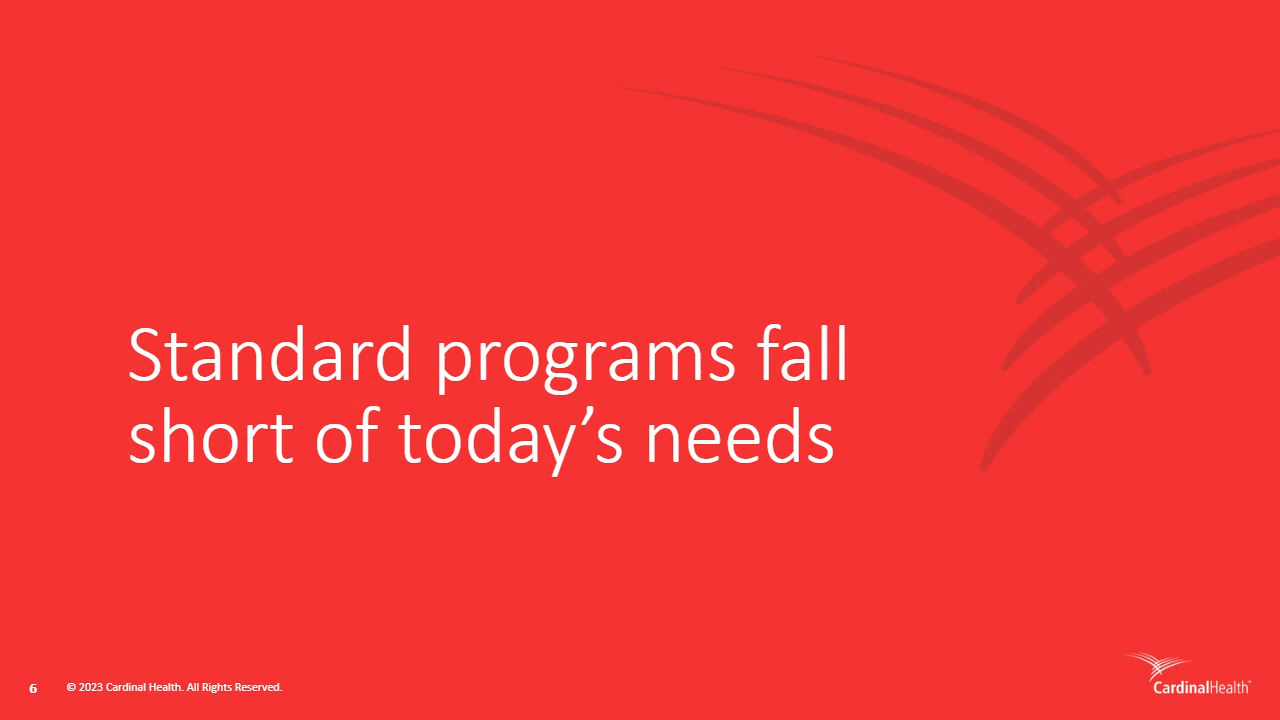 Standard programs fall
short of today’s needs
6 © 2023 Cardinal Health. All Rights Reserved.
CardinalHealth™